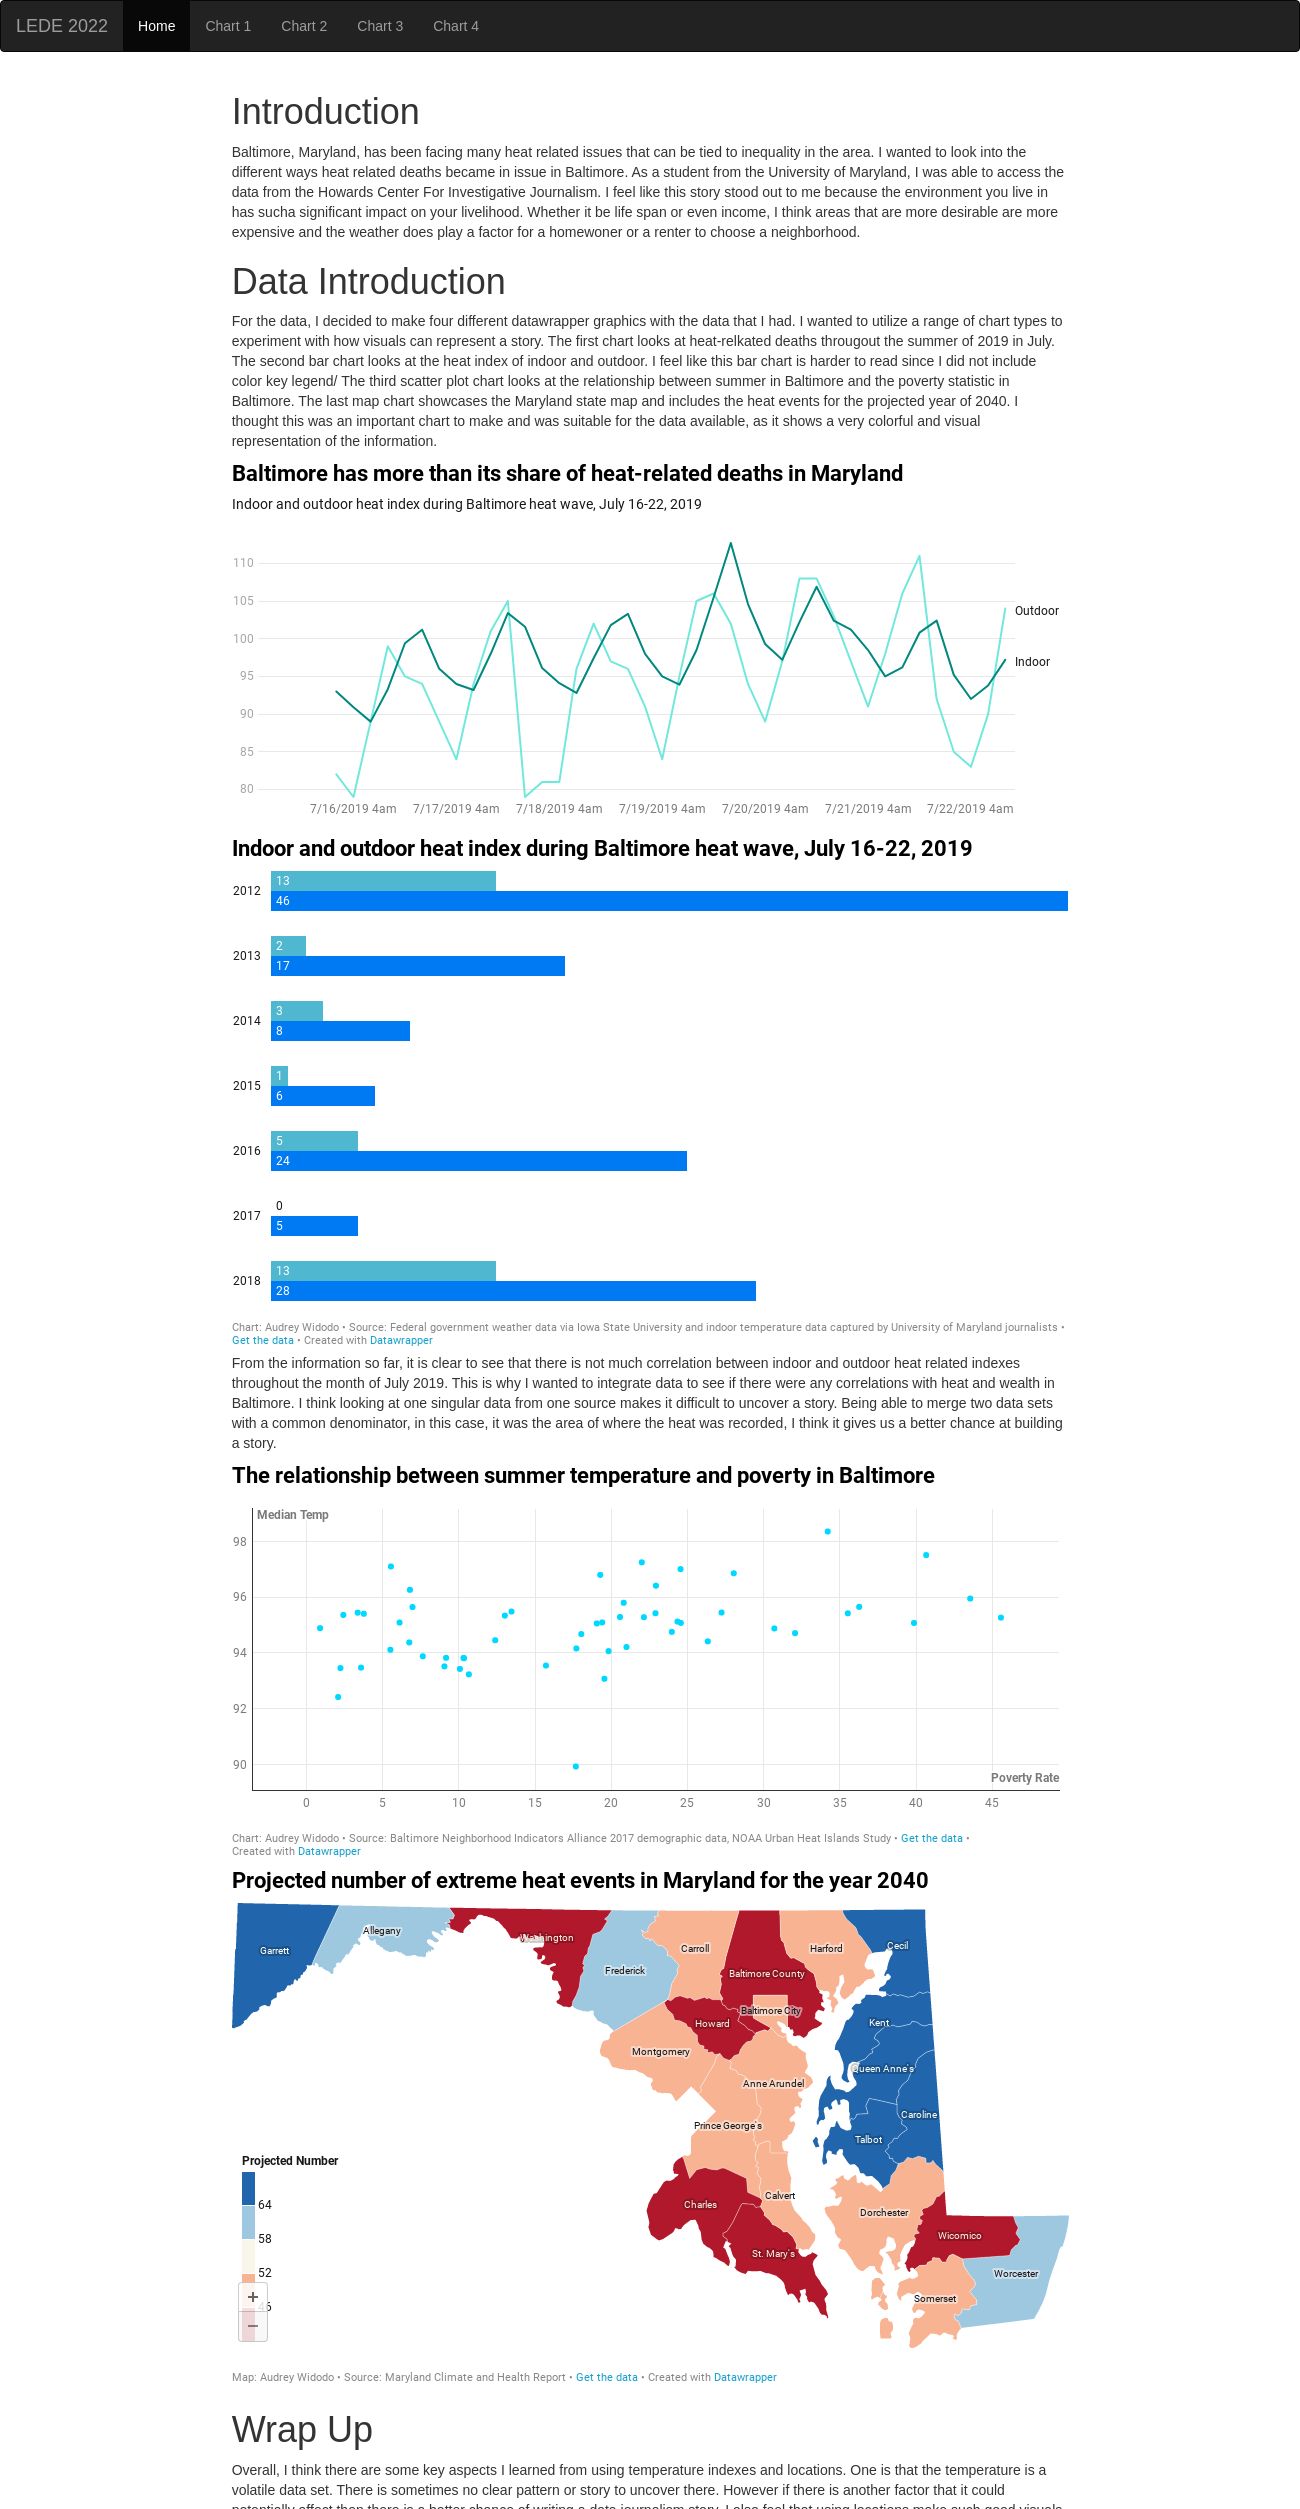 LEDE 2022 Home Chart 1 Chart 2 Chart 3 Chart 4
Introduction
Baltimore, Maryland, has been facing many heat related issues that can be tied to inequality in the area. I wanted to look into the
different ways heat related deaths became in issue in Baltimore. As a student from the University of Maryland, I was able to access the
data from the Howards Center For Investigative Journalism. I feel like this story stood out to me because the environment you live in
has sucha significant impact on your livelihood. Whether it be life span or even income, I think areas that are more desirable are more
expensive and the weather does play a factor for a homewoner or a renter to choose a neighborhood.
Data Introduction
For the data, I decided to make four different datawrapper graphics with the data that I had. I wanted to utilize a range of chart types to
experiment with how visuals can represent a story. The first chart looks at heat-relkated deaths througout the summer of 2019 in July.
The second bar chart looks at the heat index of indoor and outdoor. I feel like this bar chart is harder to read since I did not include
color key legend/ The third scatter plot chart looks at the relationship between summer in Baltimore and the poverty statistic in
Baltimore. The last map chart showcases the Maryland state map and includes the heat events for the projected year of 2040. I
thought this was an important chart to make and was suitable for the data available, as it shows a very colorful and visual
representation of the information.
Baltimore has more than its share of heat-related deaths in Maryland
Indoor and outdoor heat index during Baltimore heat wave, July 16-22, 2019
110
105
Outdoor
100
Indoor
95
90
85
80
7/16/2019 4am 7/17/2019 4am 7/18/2019 4am 7/19/2019 4am 7/20/2019 4am 7/21/2019 4am 7/22/2019 4am
Indoor and outdoor heat index during Baltimore heat wave, July 16-22, 2019
13
2012
46
2
2013
17
3
2014
8
1
2015
6
5
2016
24
0
2017
5
13
2018
28
Chart: Audrey Widodo • Source: Federal government weather data via Iowa State University and indoor temperature data captured by University of Maryland journalists •
Get the data • Created with Datawrapper
From the information so far, it is clear to see that there is not much correlation between indoor and outdoor heat related indexes
throughout the month of July 2019. This is why I wanted to integrate data to see if there were any correlations with heat and wealth in
Baltimore. I think looking at one singular data from one source makes it difficult to uncover a story. Being able to merge two data sets
with a common denominator, in this case, it was the area of where the heat was recorded, I think it gives us a better chance at building
a story.
The relationship between summer temperature and poverty in Baltimore
Median Temp
98
96
94
92
90
Poverty Rate
0 5 10 15 20 25 30 35 40 45
Chart: Audrey Widodo • Source: Baltimore Neighborhood Indicators Alliance 2017 demographic data, NOAA Urban Heat Islands Study • Get the data •
Created with Datawrapper
Projected number of extreme heat events in Maryland for the year 2040
Allegany
Washington
Garrett
Carroll
Harford
Cecil
Frederick
Baltimore County
Baltimore City
Howard
Kent
Montgomery
Queen Anne's
Anne Arundel
Caroline
Prince George's
Talbot
Projected Number
Calvert
Charles
Dorchester
64
Wicomico
58
St. Mary's
52
Worcester
+
Somerset
46
−
Map: Audrey Widodo • Source: Maryland Climate and Health Report • Get the data • Created with Datawrapper
Wrap Up
Overall, I think there are some key aspects I learned from using temperature indexes and locations. One is that the temperature is a
volatile data set. There is sometimes no clear pattern or story to uncover there. However if there is another factor that it could
potentially effect then there is a better chance of writing a data journalism story. I also feel that using locations make such good visuals